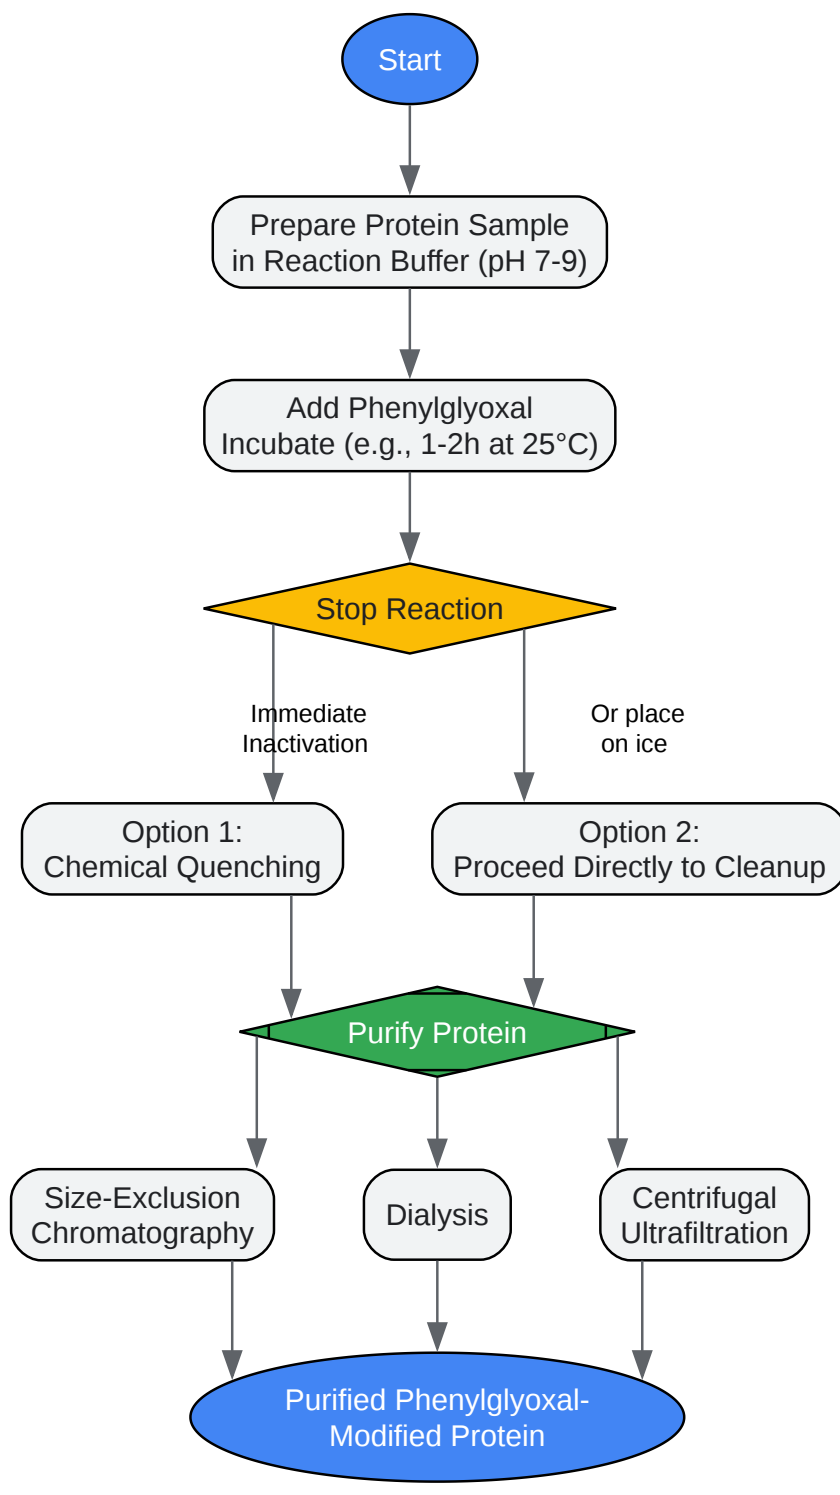 Start
Prepare Protein Sample
in Reaction Buffer (pH 7-9)
Add Phenylglyoxal
Incubate (e.g., 1-2h at 25°C)
Stop Reaction
Immediate
Inactivation
Or place
on ice
Option 1:
Chemical Quenching
Option 2:
Proceed Directly to Cleanup
Purify Protein
Size-Exclusion
Chromatography
Dialysis
Centrifugal
Ultrafiltration
Purified Phenylglyoxal-
Modified Protein